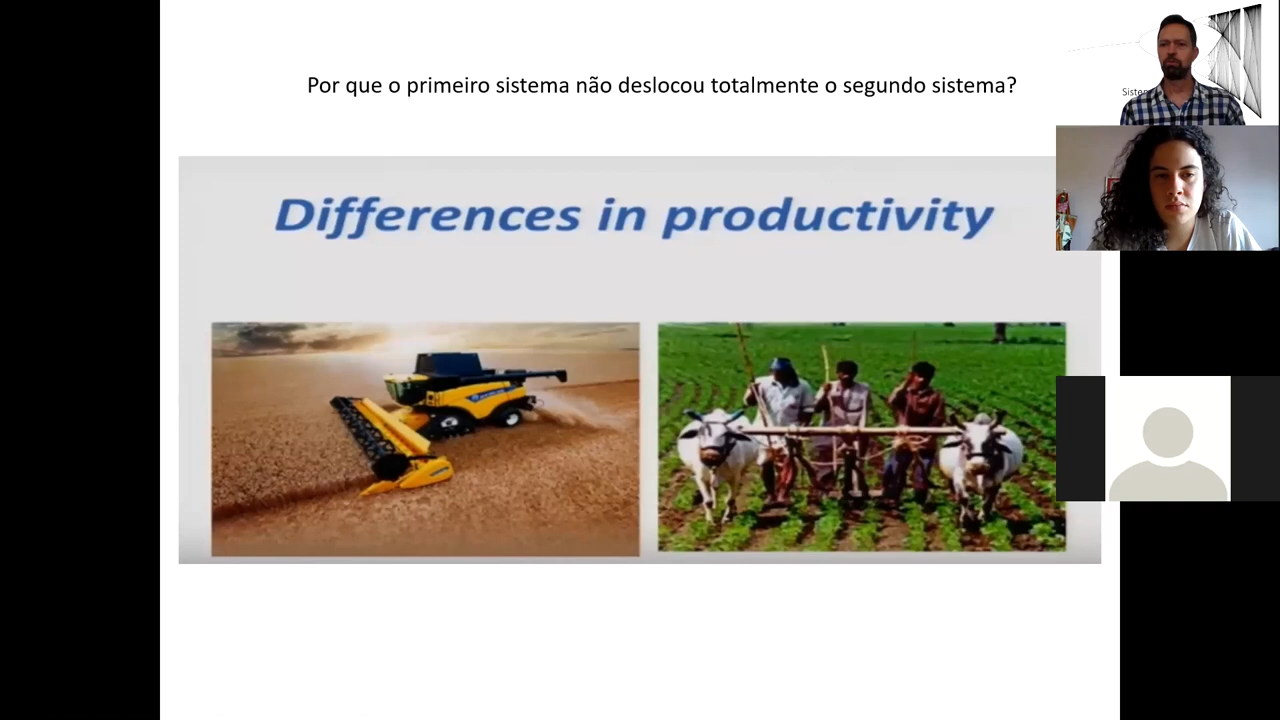 Por que o primeiro sistema não deslocou totalmente o segundo sistema?
Differences in productivity